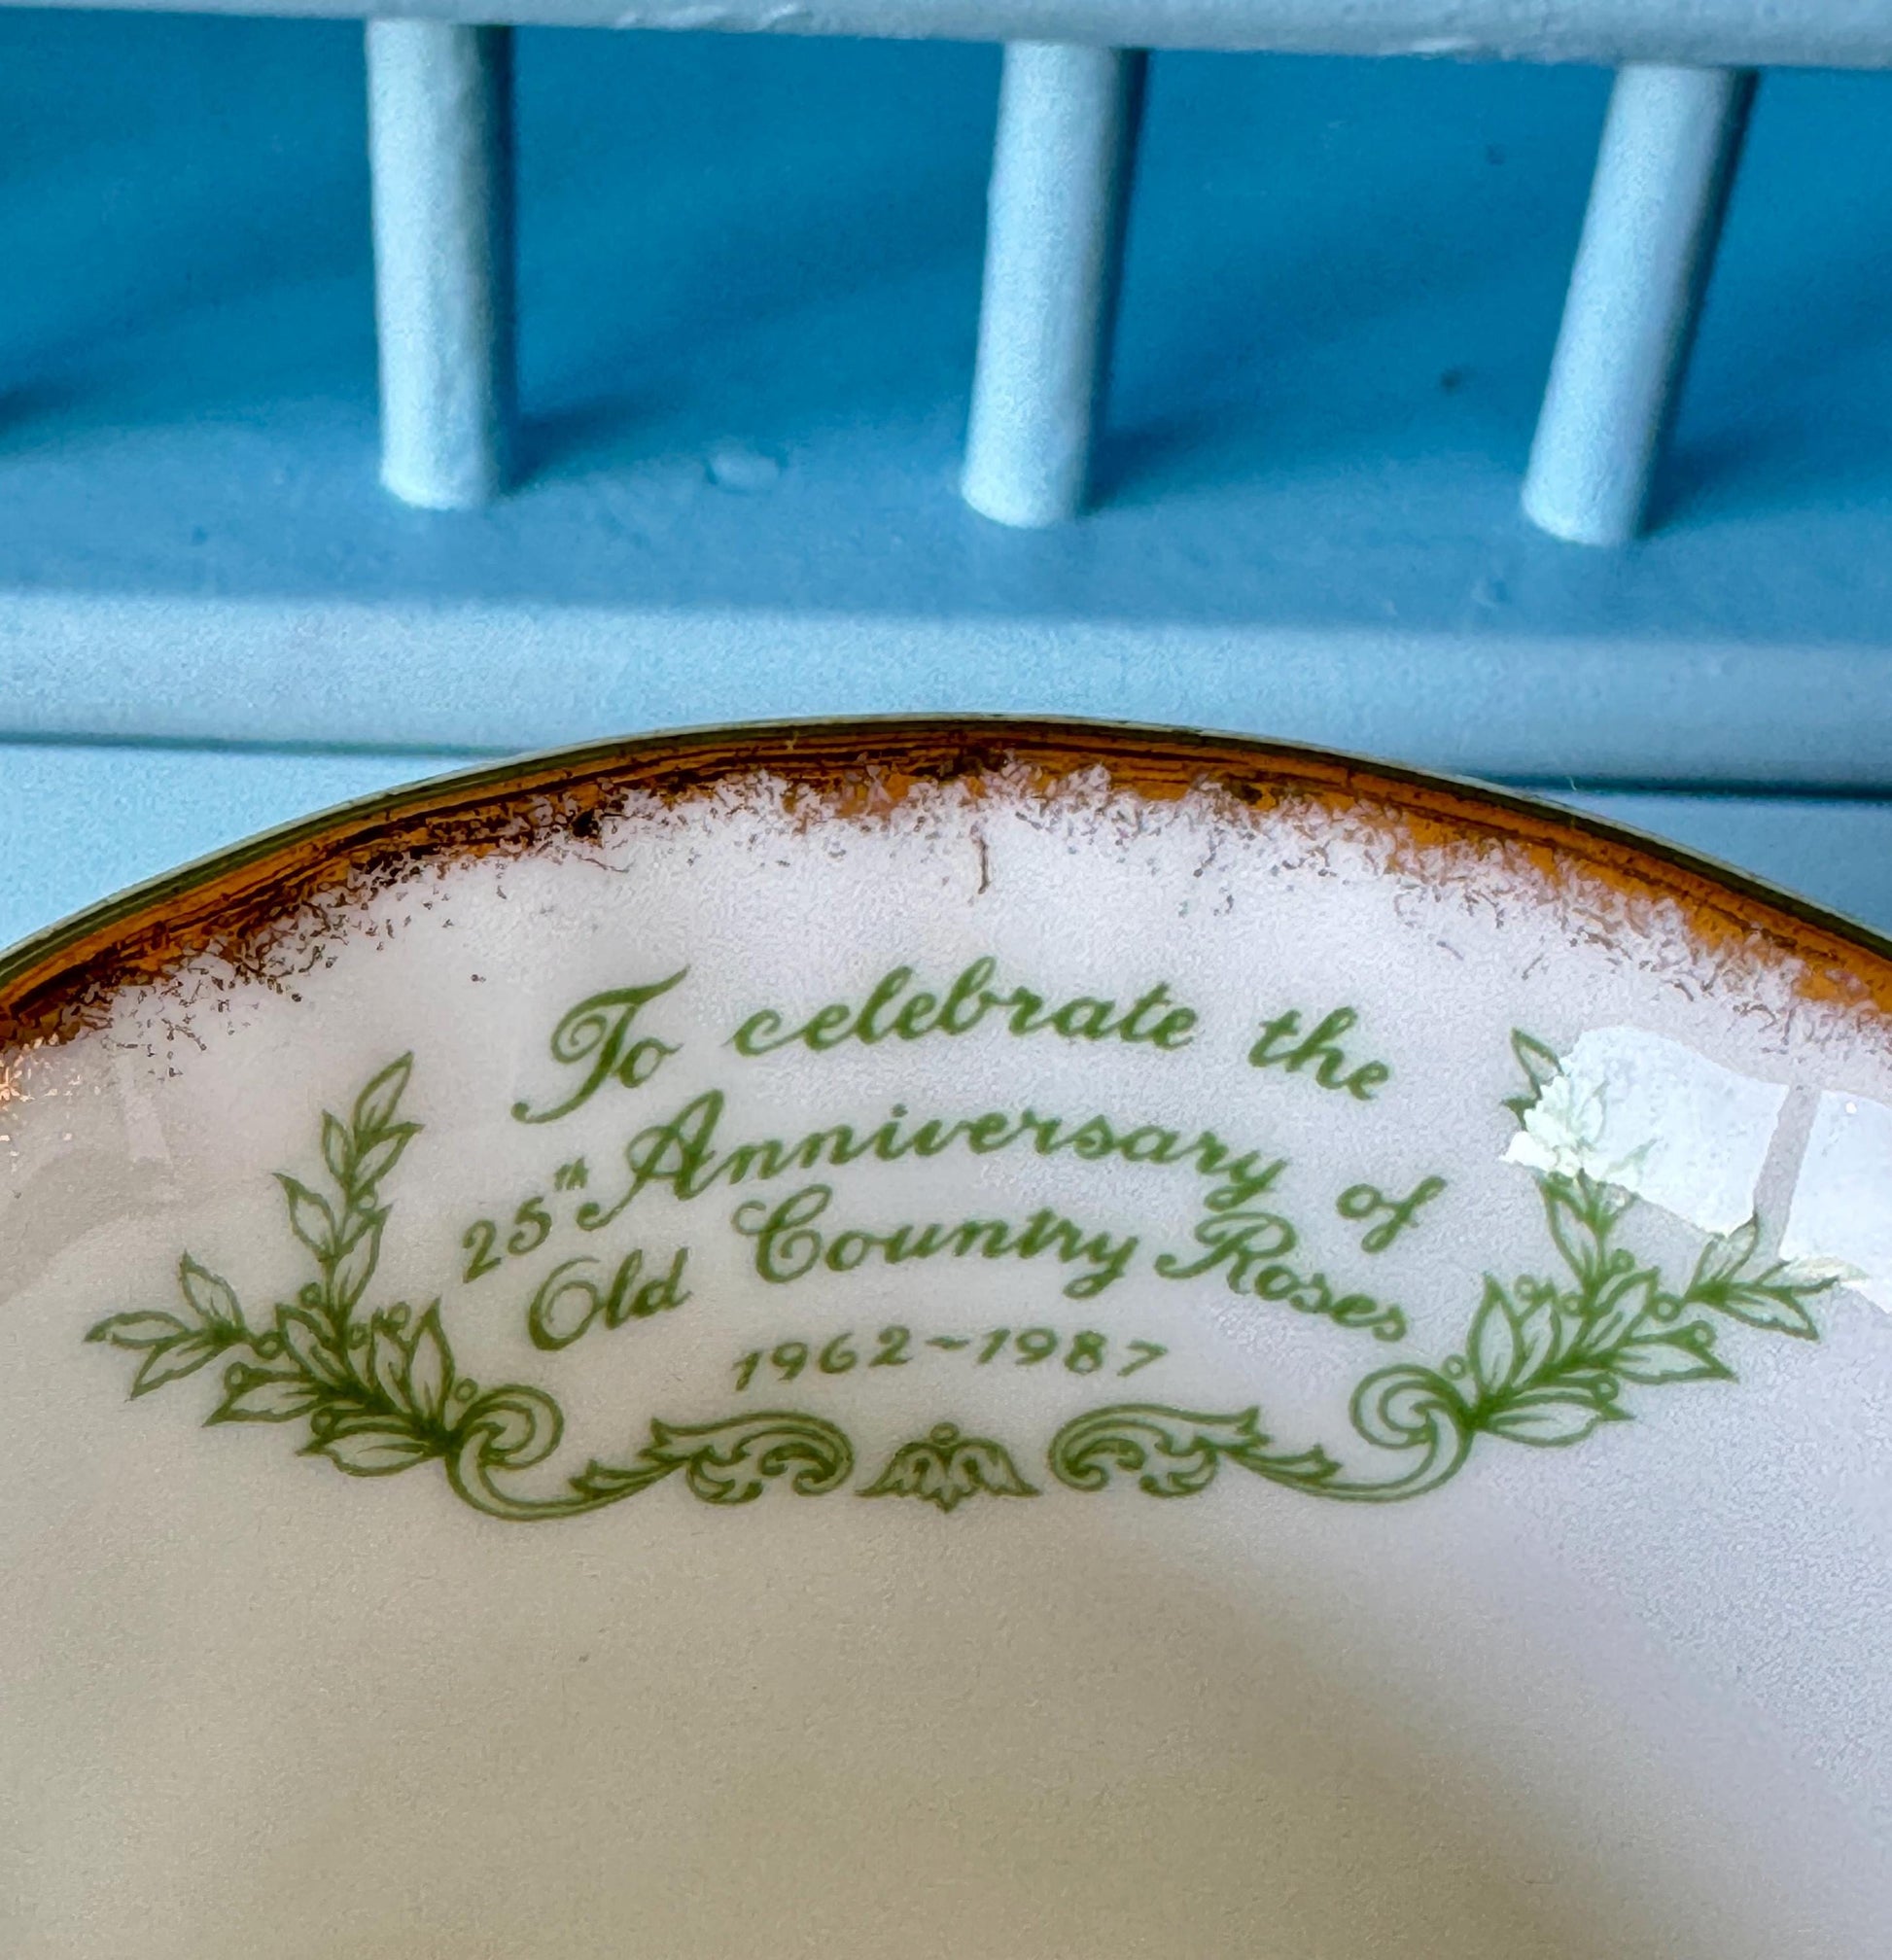 To celebrate the
25th Anniversary of
Old Country Roses
1962~1987